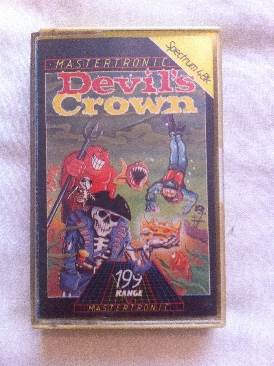 Spectrum 48k
MASTERTRONIC
Devil's
Crown
199
RANGE
MASTERTRONIC